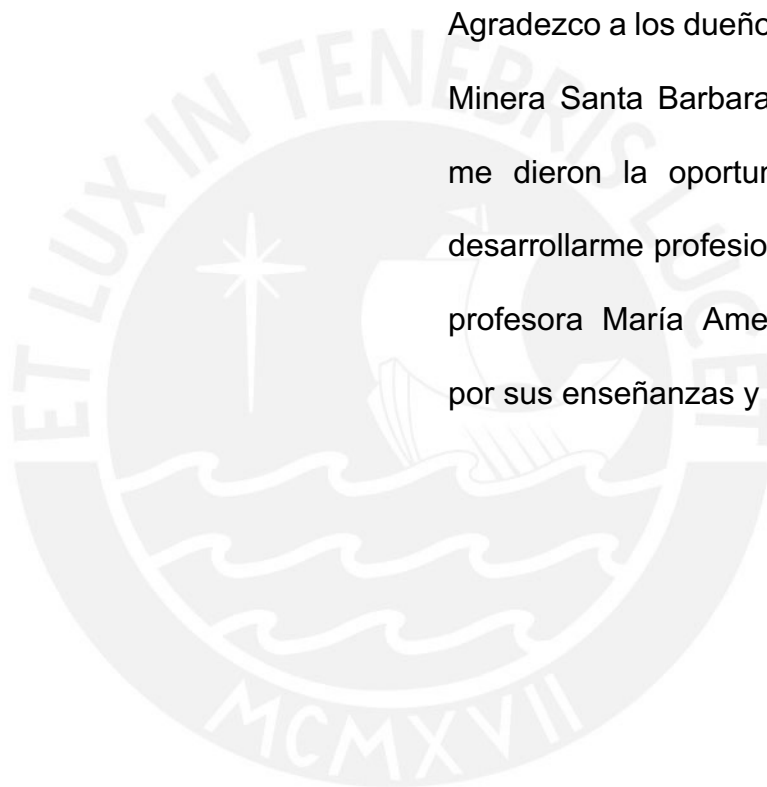 Agradezco a los
Minera Santa Barbara
me dieron la
desarrollarme
profesora María
por sus enseñanzas y
ET LUX IN TENEBRIS LUCET
MCMXVII